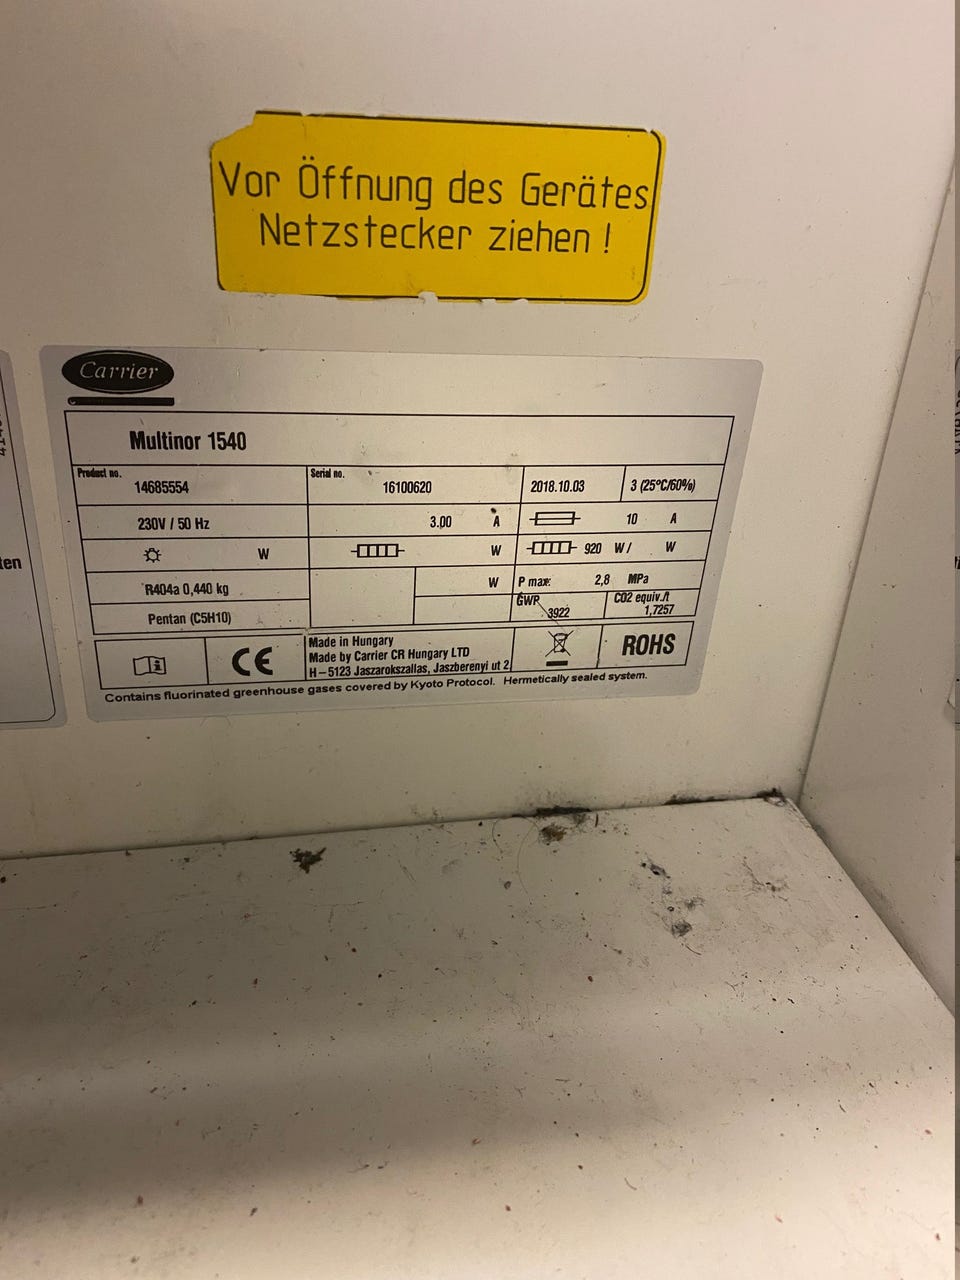 Vor Öffnung des Gerätes
Netzstecker ziehen !
Carrier
Multinor 1540
Product no.
14685554
Serial no.
16100620
2018.10.03
3 (25°C/60%)
230V / 50 Hz
3.00 A
10 A
W
W
920 W / W
R404a 0,440 kg
W
P max: 2,8 MPa
Pentan (C5H10)
GWP
3922
CO2 equiv./t
1,7257
CE
Made in Hungary
Made by Carrier CR Hungary LTD
H-5123 Jaszarokszallas, Jaszberenyi ut 2
ROHS
Contains fluorinated greenhouse gases covered by Kyoto Protocol. Hermetically sealed system.
ten